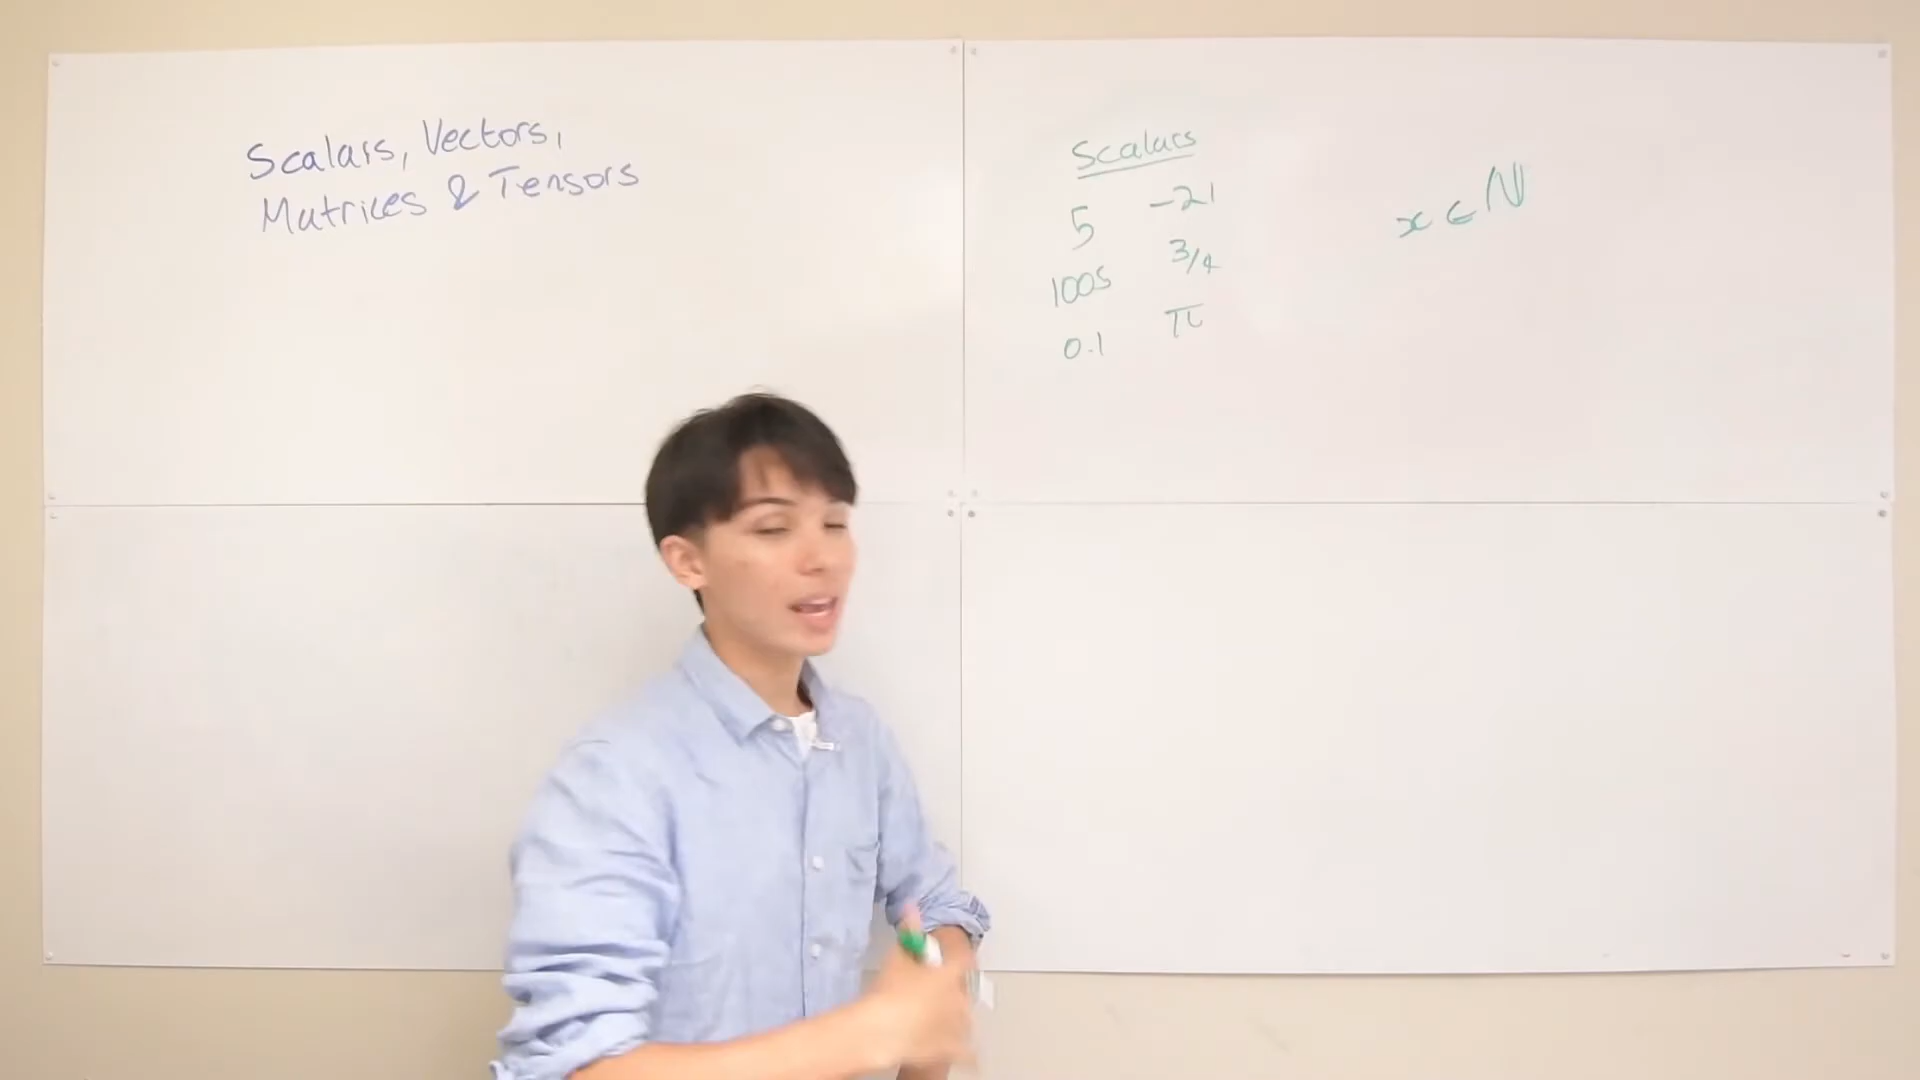 Scalars, Vectors,
Matrices & Tensors
Scalars
5 -21
1005 3/4
0.1 π
x ∈ ℕ